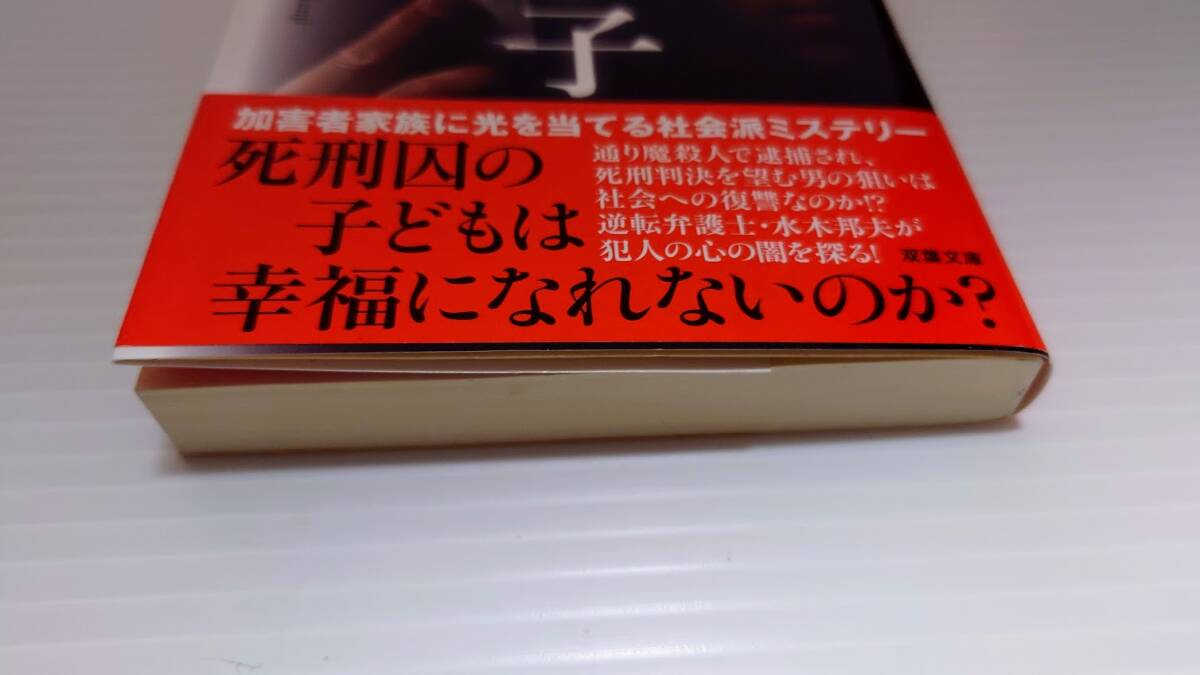 子
加害者家族に光を当てる社会派ミステリー
死刑囚の
子どもは
幸福になれないのか?
通り魔殺人で逮捕され、
死刑判決を望む男の狙いは
社会への復讐なのか!?
逆転弁護士・水木邦夫が
犯人の心の闇を探る!
双葉文庫